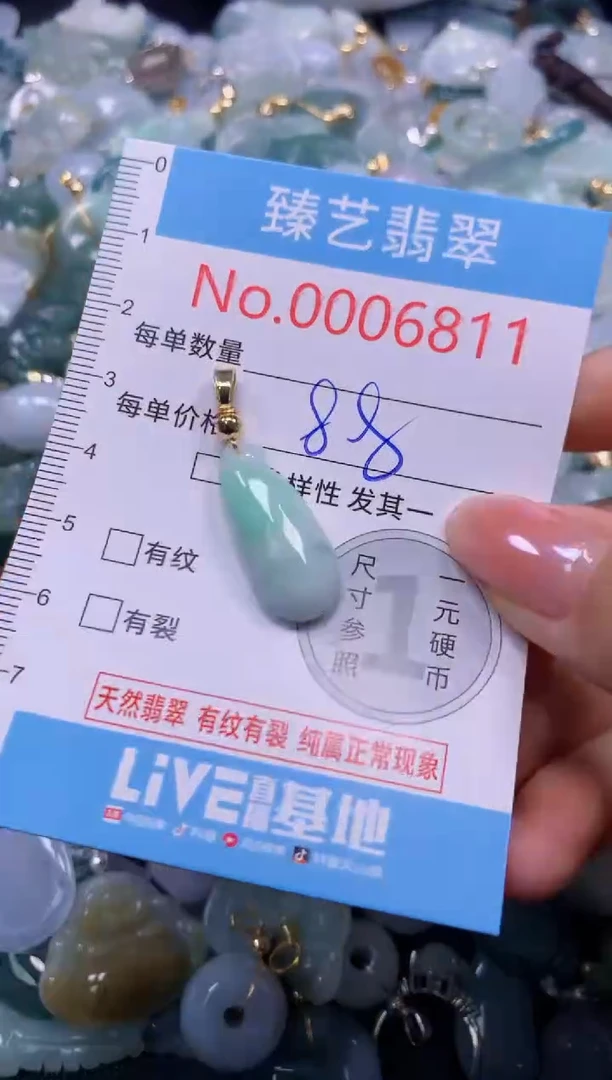 臻艺翡翠
No.0006811
每单数量
每单价格
88
样性 发其一
有纹
有裂
尺寸参照
一元硬币
1
天然翡翠 有纹有裂 纯属正常现象
LiVE直播基地
0
1
2
3
4
5
6
7